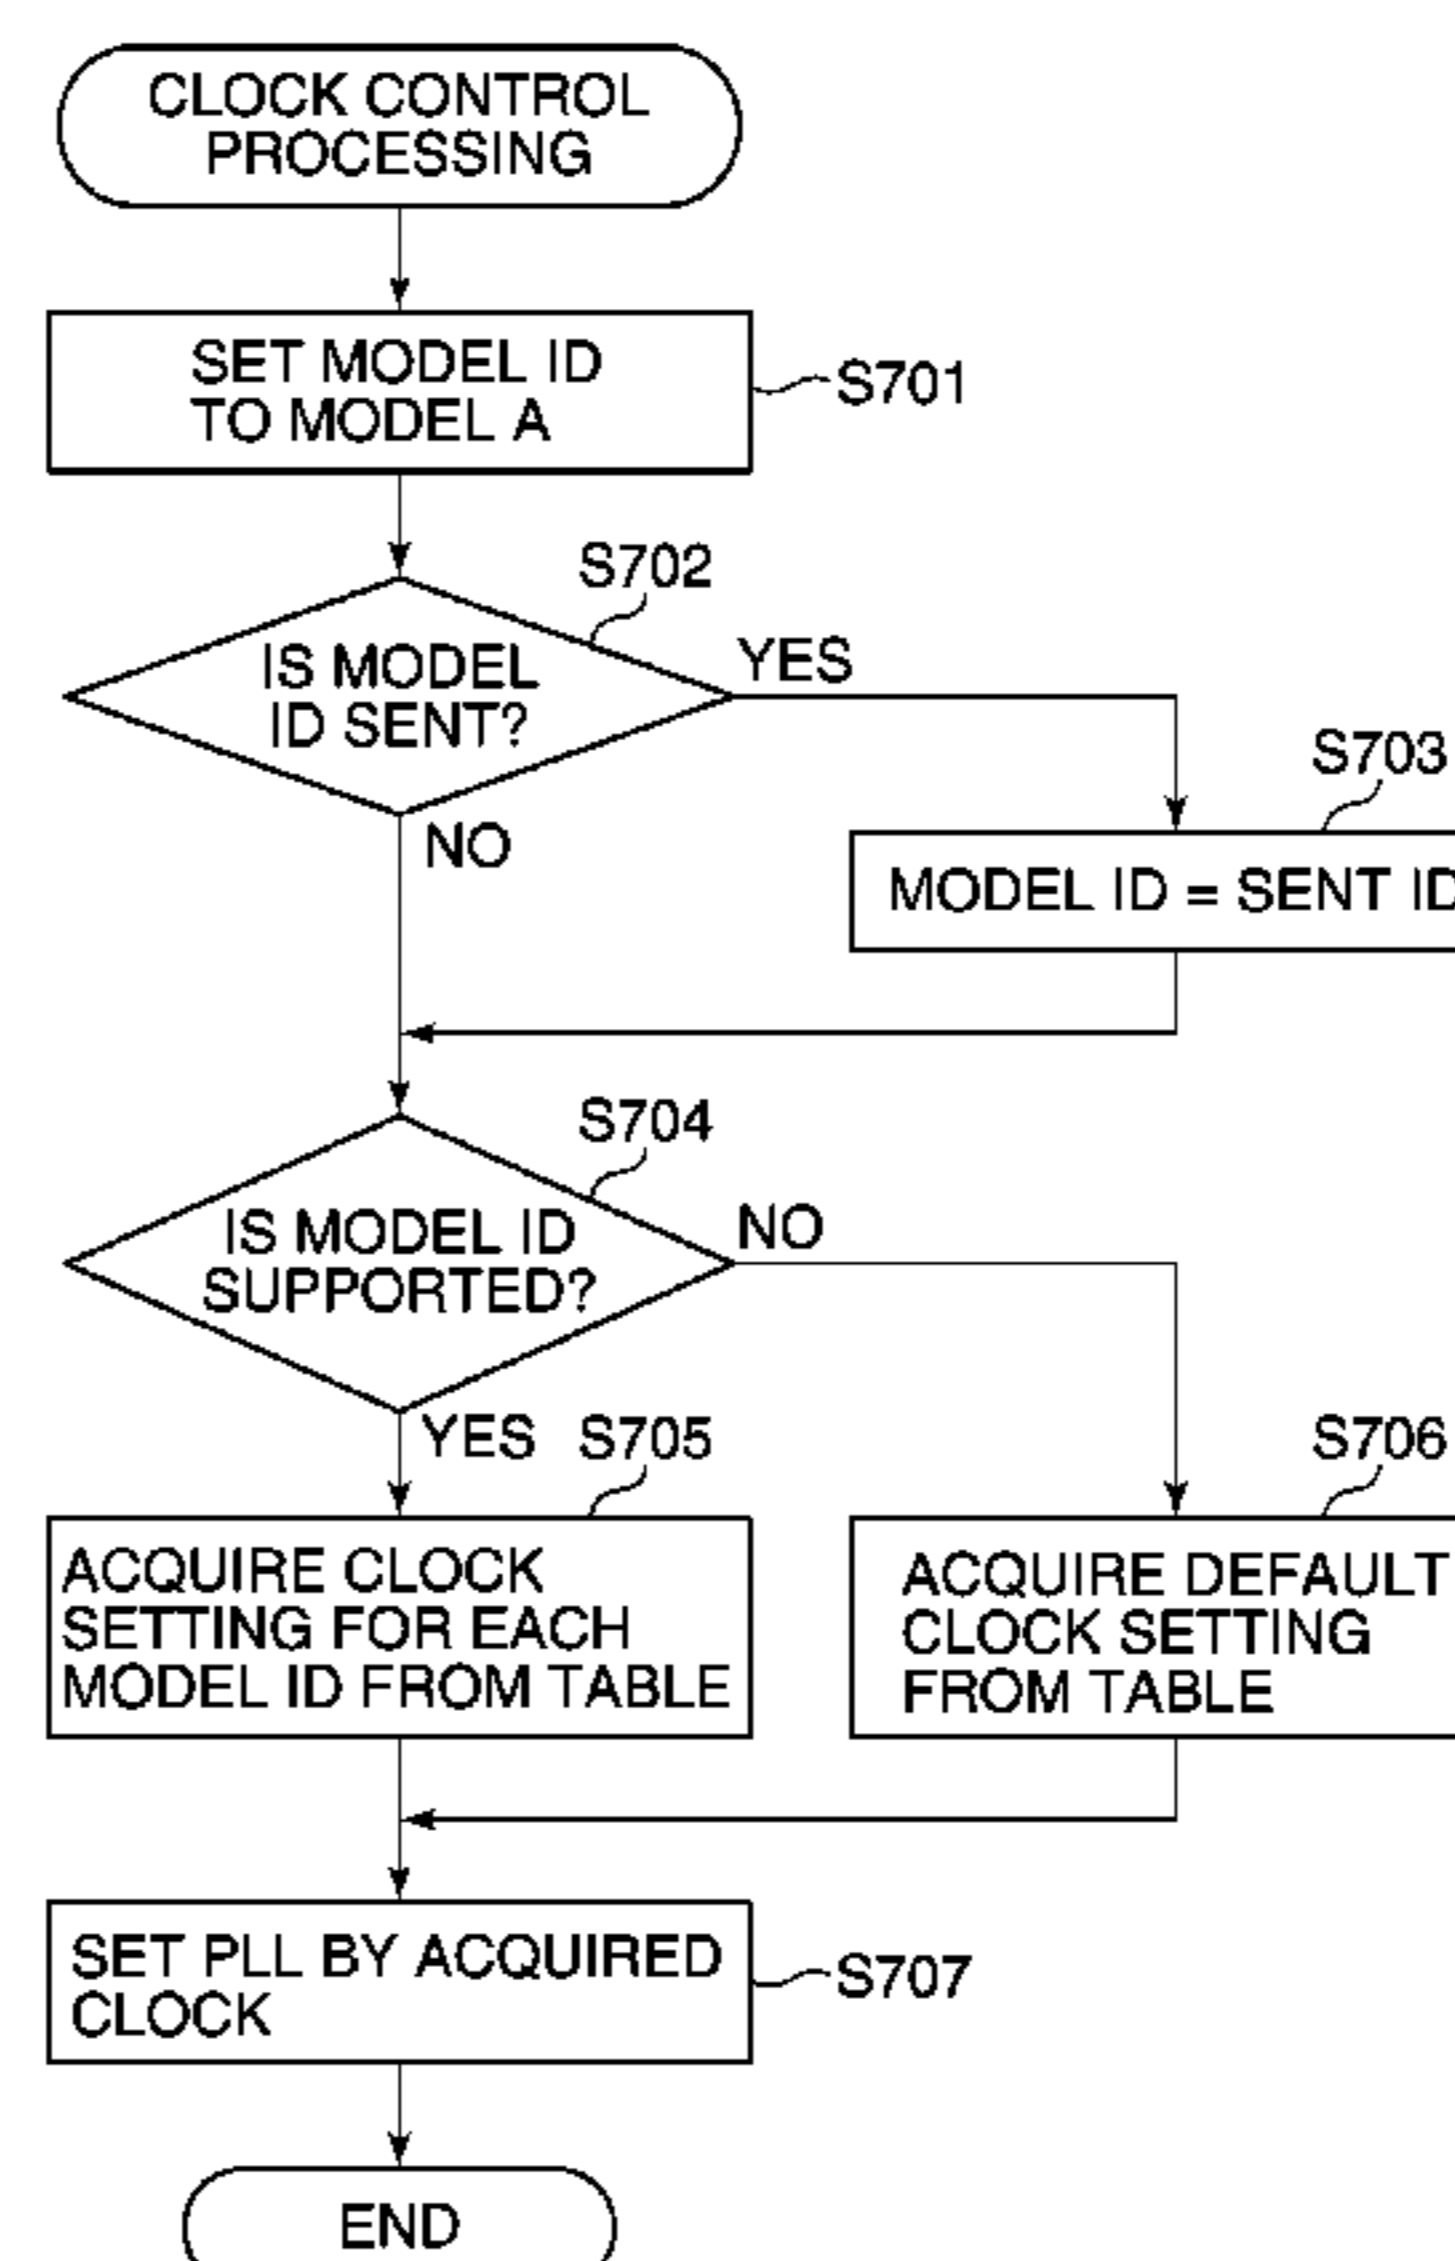 CLOCK CONTROL
PROCESSING
SET MODEL ID
TO MODEL A
S701
S702
IS MODEL
ID SENT?
YES
NO
S703
MODEL ID = SENT ID
S704
IS MODEL ID
SUPPORTED?
NO
YES
S705
ACQUIRE CLOCK
SETTING FOR EACH
MODEL ID FROM TABLE
S706
ACQUIRE DEFAULT
CLOCK SETTING
FROM TABLE
SET PLL BY ACQUIRED
CLOCK
S707
END